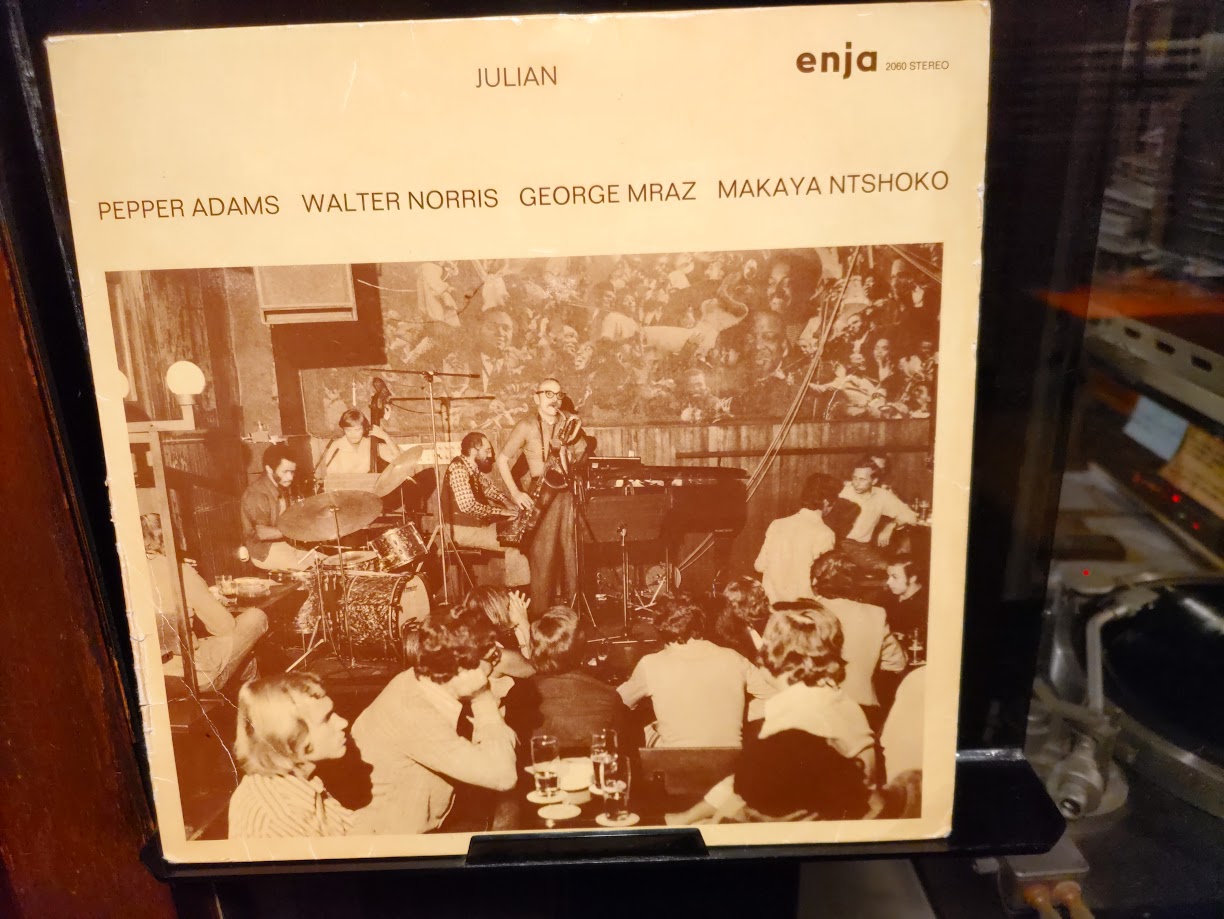 JULIAN
enja 2060 STEREO
PEPPER ADAMS WALTER NORRIS GEORGE MRAZ MAKAYA NTSHOKO